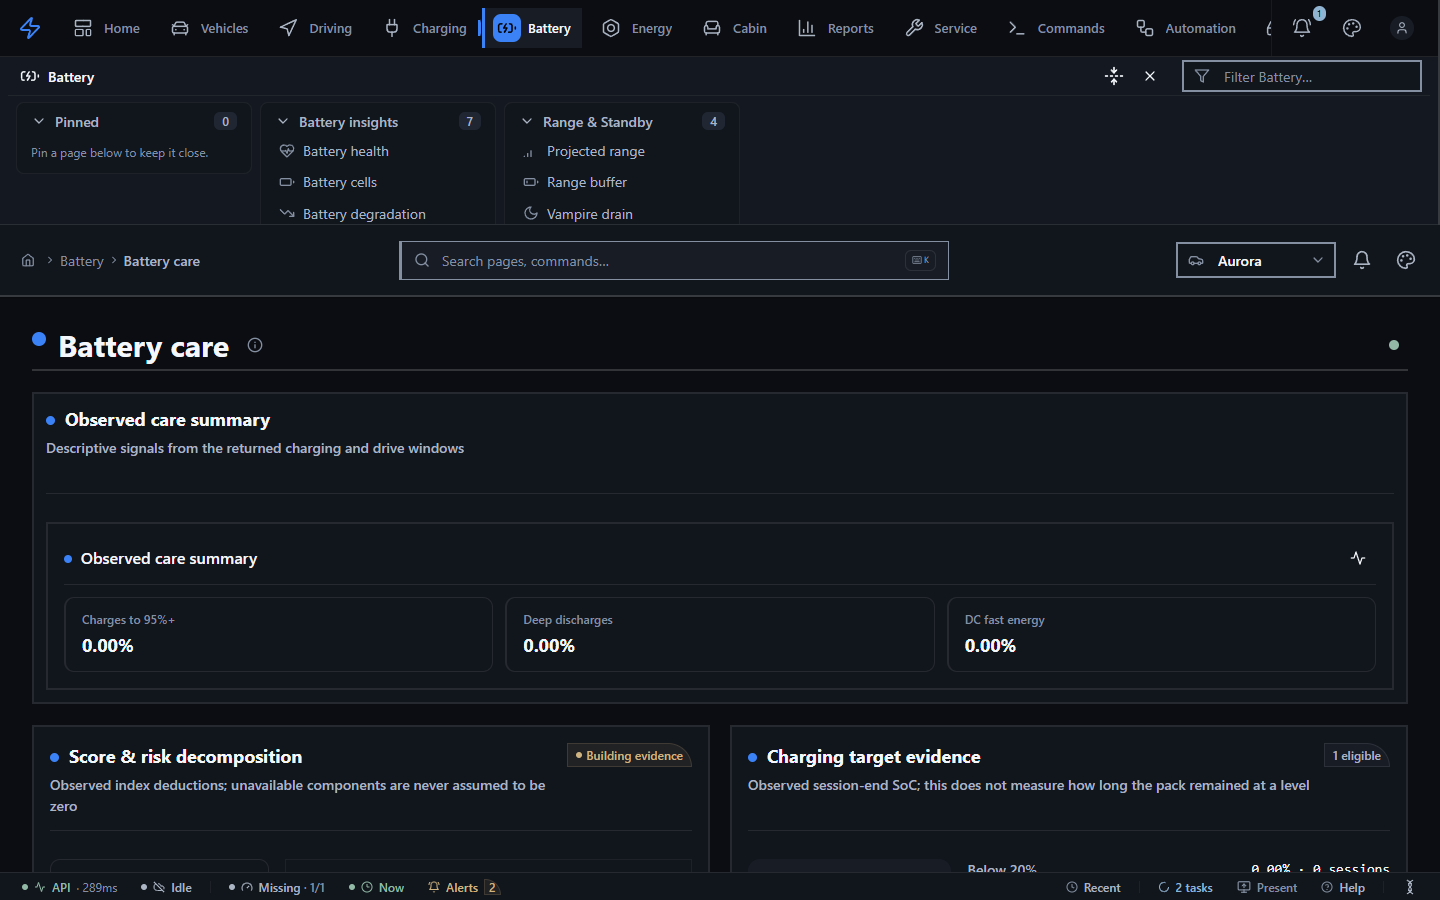 Home
Vehicles
Driving
Charging
Battery
Energy
Cabin
Reports
Service
Commands
Automation
1
Battery
Filter Battery...
Pinned 0
Pin a page below to keep it close.
Battery insights 7
Battery health
Battery cells
Battery degradation
Range & Standby 4
Projected range
Range buffer
Vampire drain
Battery
Battery care
Search pages, commands...
K
Aurora
Battery care
Observed care summary
Descriptive signals from the returned charging and drive windows
Observed care summary
Charges to 95%+
0.00%
Deep discharges
0.00%
DC fast energy
0.00%
Score & risk decomposition
Building evidence
Observed index deductions; unavailable components are never assumed to be
zero
Charging target evidence
1 eligible
Observed session-end SoC; this does not measure how long the pack remained at a level
Below 20%
0.00% · 0 sessions
API · 289ms
Idle
Missing · 1/1
Now
Alerts 2
Recent
2 tasks
Present
Help